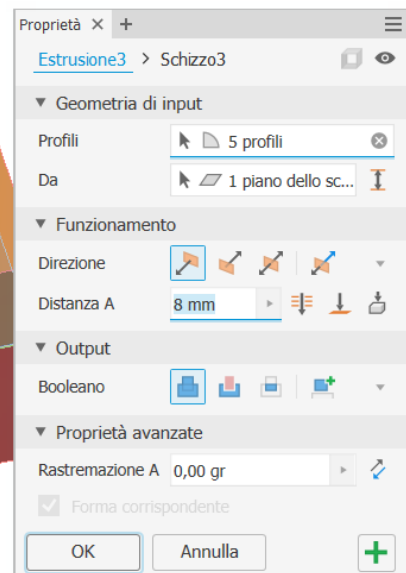 Proprietà × +
Estrusione3 > Schizzo3
Geometria di input
Profili 5 profili
Da 1 piano dello sc...
Funzionamento
Direzione
Distanza A 8 mm
Output
Booleano
Proprietà avanzate
Rastremazione A 0,00 gr
Forma corrispondente
OK Annulla